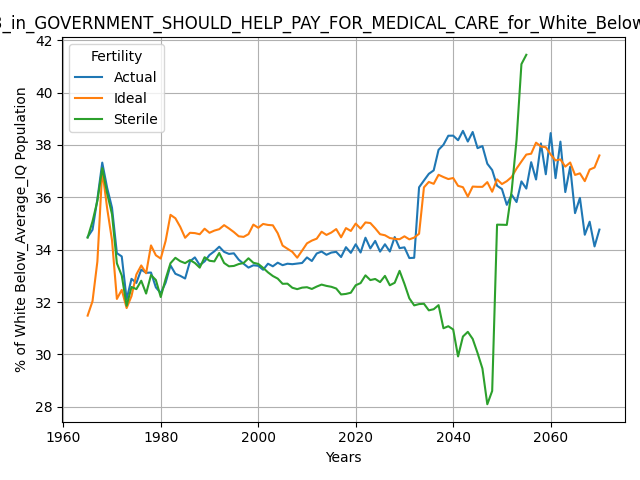 3_in_GOVERNMENT_SHOULD_HELP_PAY_FOR_MEDICAL_CARE_for_White_Below
% of White Below_Average_IQ Population
42
40
38
36
34
32
30
28
Fertility
Actual
Ideal
Sterile
1960
1980
2000
2020
2040
2060
Years